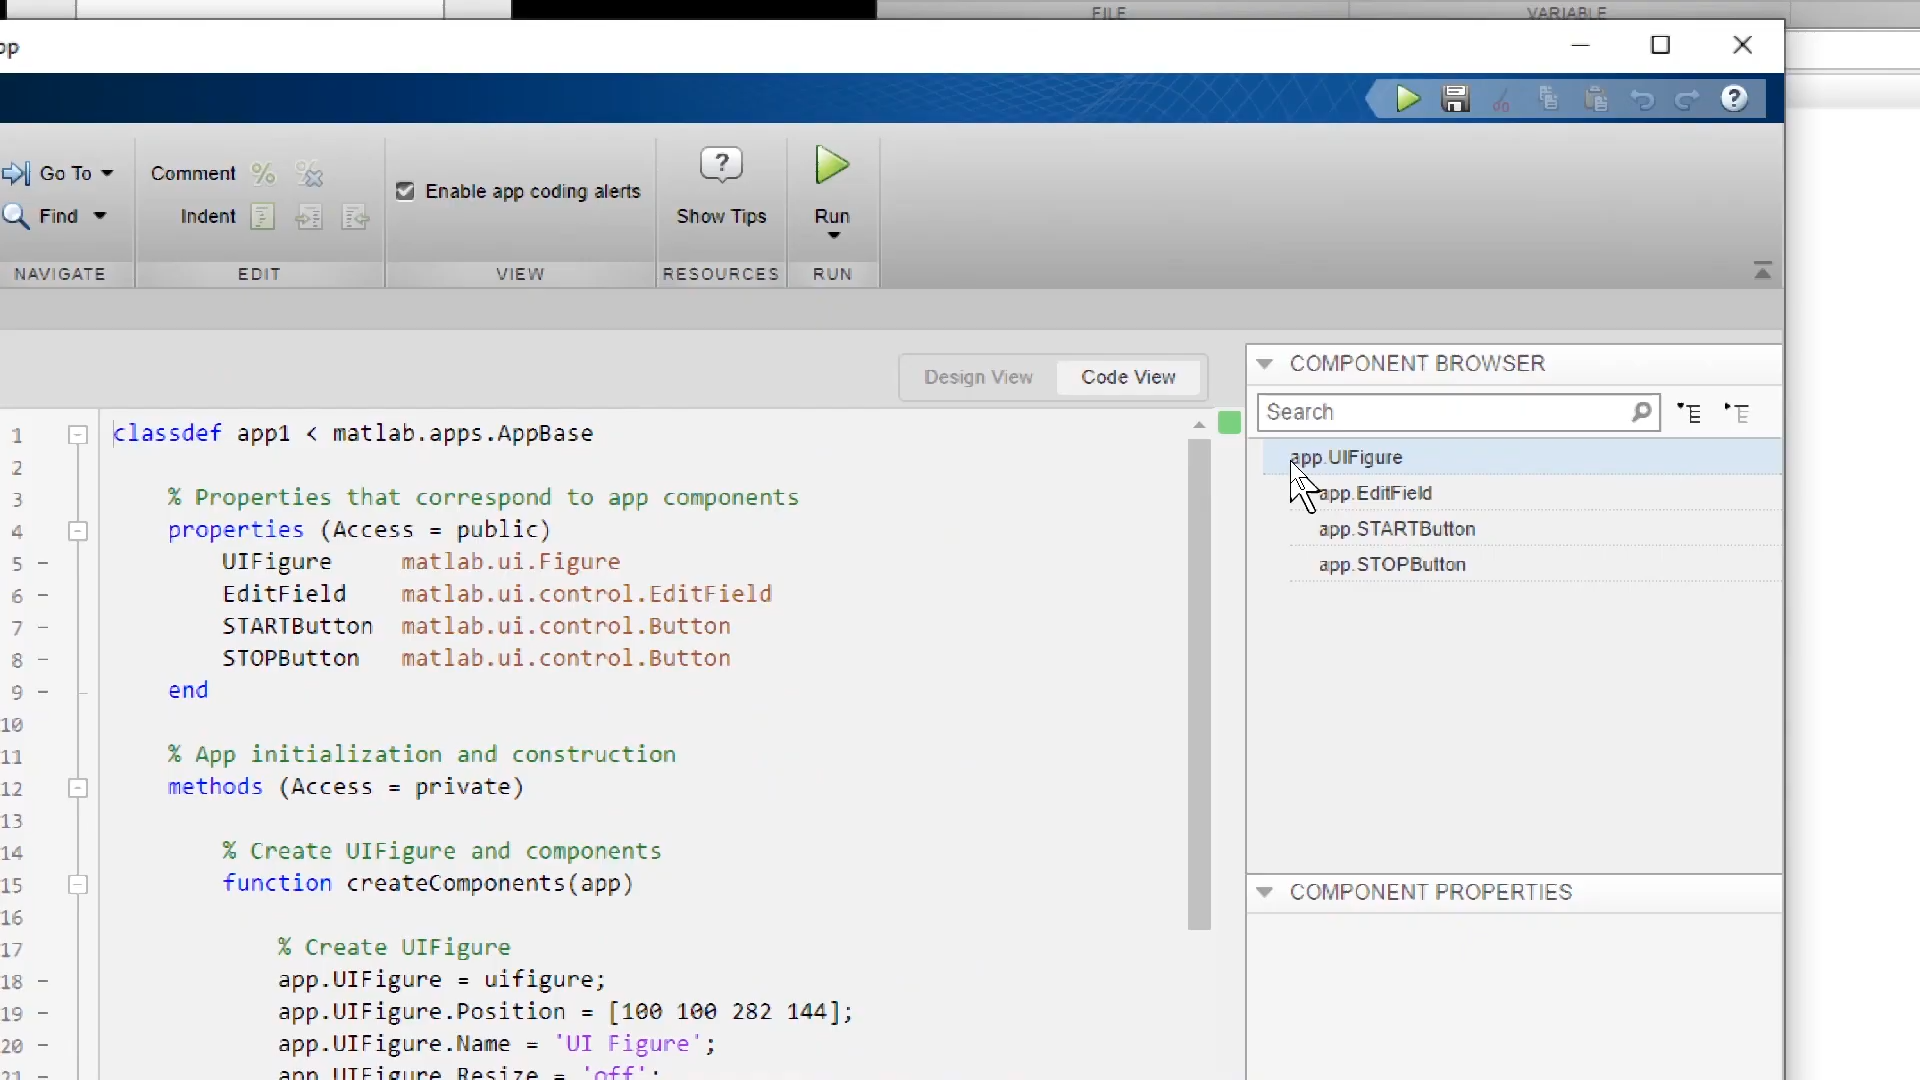 FILE
VARIABLE
pp
Go To
Comment
Enable app coding alerts
Find
Indent
Show Tips
Run
NAVIGATE
EDIT
VIEW
RESOURCES
RUN
Design View
Code View
COMPONENT BROWSER
Search
app.UIFigure
app.EditField
app.STARTButton
app.STOPButton
COMPONENT PROPERTIES
1 classdef app1 < matlab.apps.AppBase
2
3 % Properties that correspond to app components
4 properties (Access = public)
5 – UIFigure matlab.ui.Figure
6 – EditField matlab.ui.control.EditField
7 – STARTButton matlab.ui.control.Button
8 – STOPButton matlab.ui.control.Button
9 – end
10
11 % App initialization and construction
12 methods (Access = private)
13
14 % Create UIFigure and components
15 function createComponents(app)
16
17 % Create UIFigure
18 – app.UIFigure = uifigure;
19 – app.UIFigure.Position = [100 100 282 144];
20 – app.UIFigure.Name = 'UI Figure';
21 – app.UIFigure.Resize = 'off';